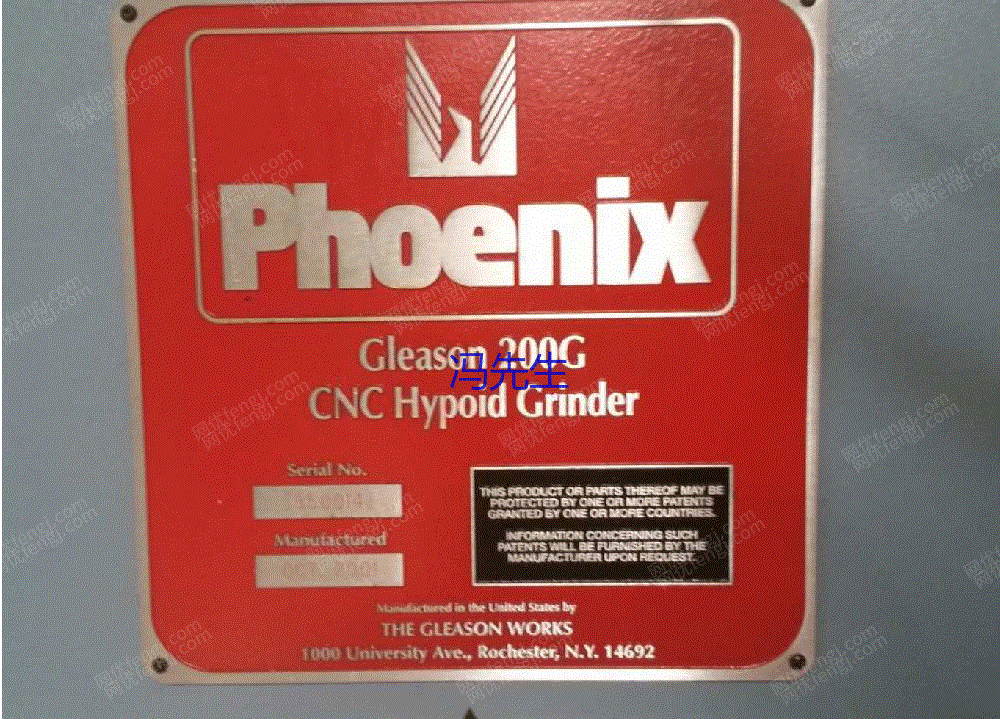 Phoenix
Gleason 200G
冯先生
CNC Hypoid Grinder
Serial No.
THIS PRODUCT OR PARTS THEREOF MAY BE
PROTECTED BY ONE OR MORE PATENTS
GRANTED BY ONE OR MORE COUNTRIES.
INFORMATION CONCERNING SUCH
PATENTS WILL BE FURNISHED BY THE
MANUFACTURER UPON REQUEST.
Manufactured
Manufactured in the United States by
THE GLEASON WORKS
1000 University Ave., Rochester, N.Y. 14692